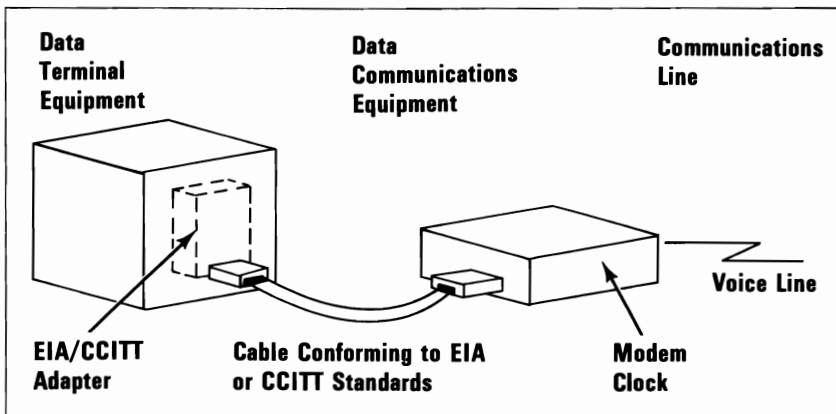 Data
Terminal
Equipment
Data
Communications
Equipment
Communications
Line
Voice Line
EIA/CCITT
Adapter
Cable Conforming to EIA
or CCITT Standards
Modem
Clock